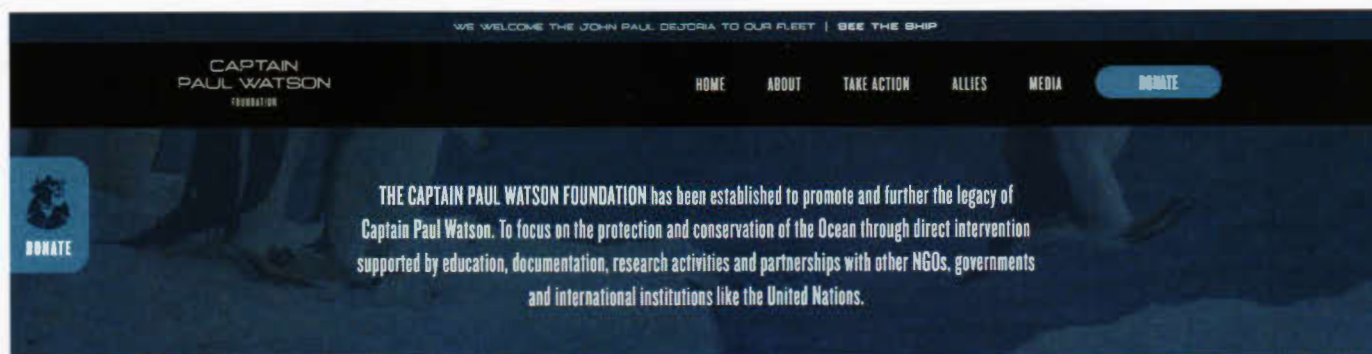 WE WELCOME THE JOHN PAUL DEJORIA TO OUR FLEET | SEE THE SHIP
CAPTAIN
PAUL WATSON
FOUNDATION
HOME ABOUT TAKE ACTION ALLIES MEDIA DONATE
DONATE
THE CAPTAIN PAUL WATSON FOUNDATION has been established to promote and further the legacy of
Captain Paul Watson. To focus on the protection and conservation of the Ocean through direct intervention
supported by education, documentation, research activities and partnerships with other NGOs, governments
and international institutions like the United Nations.